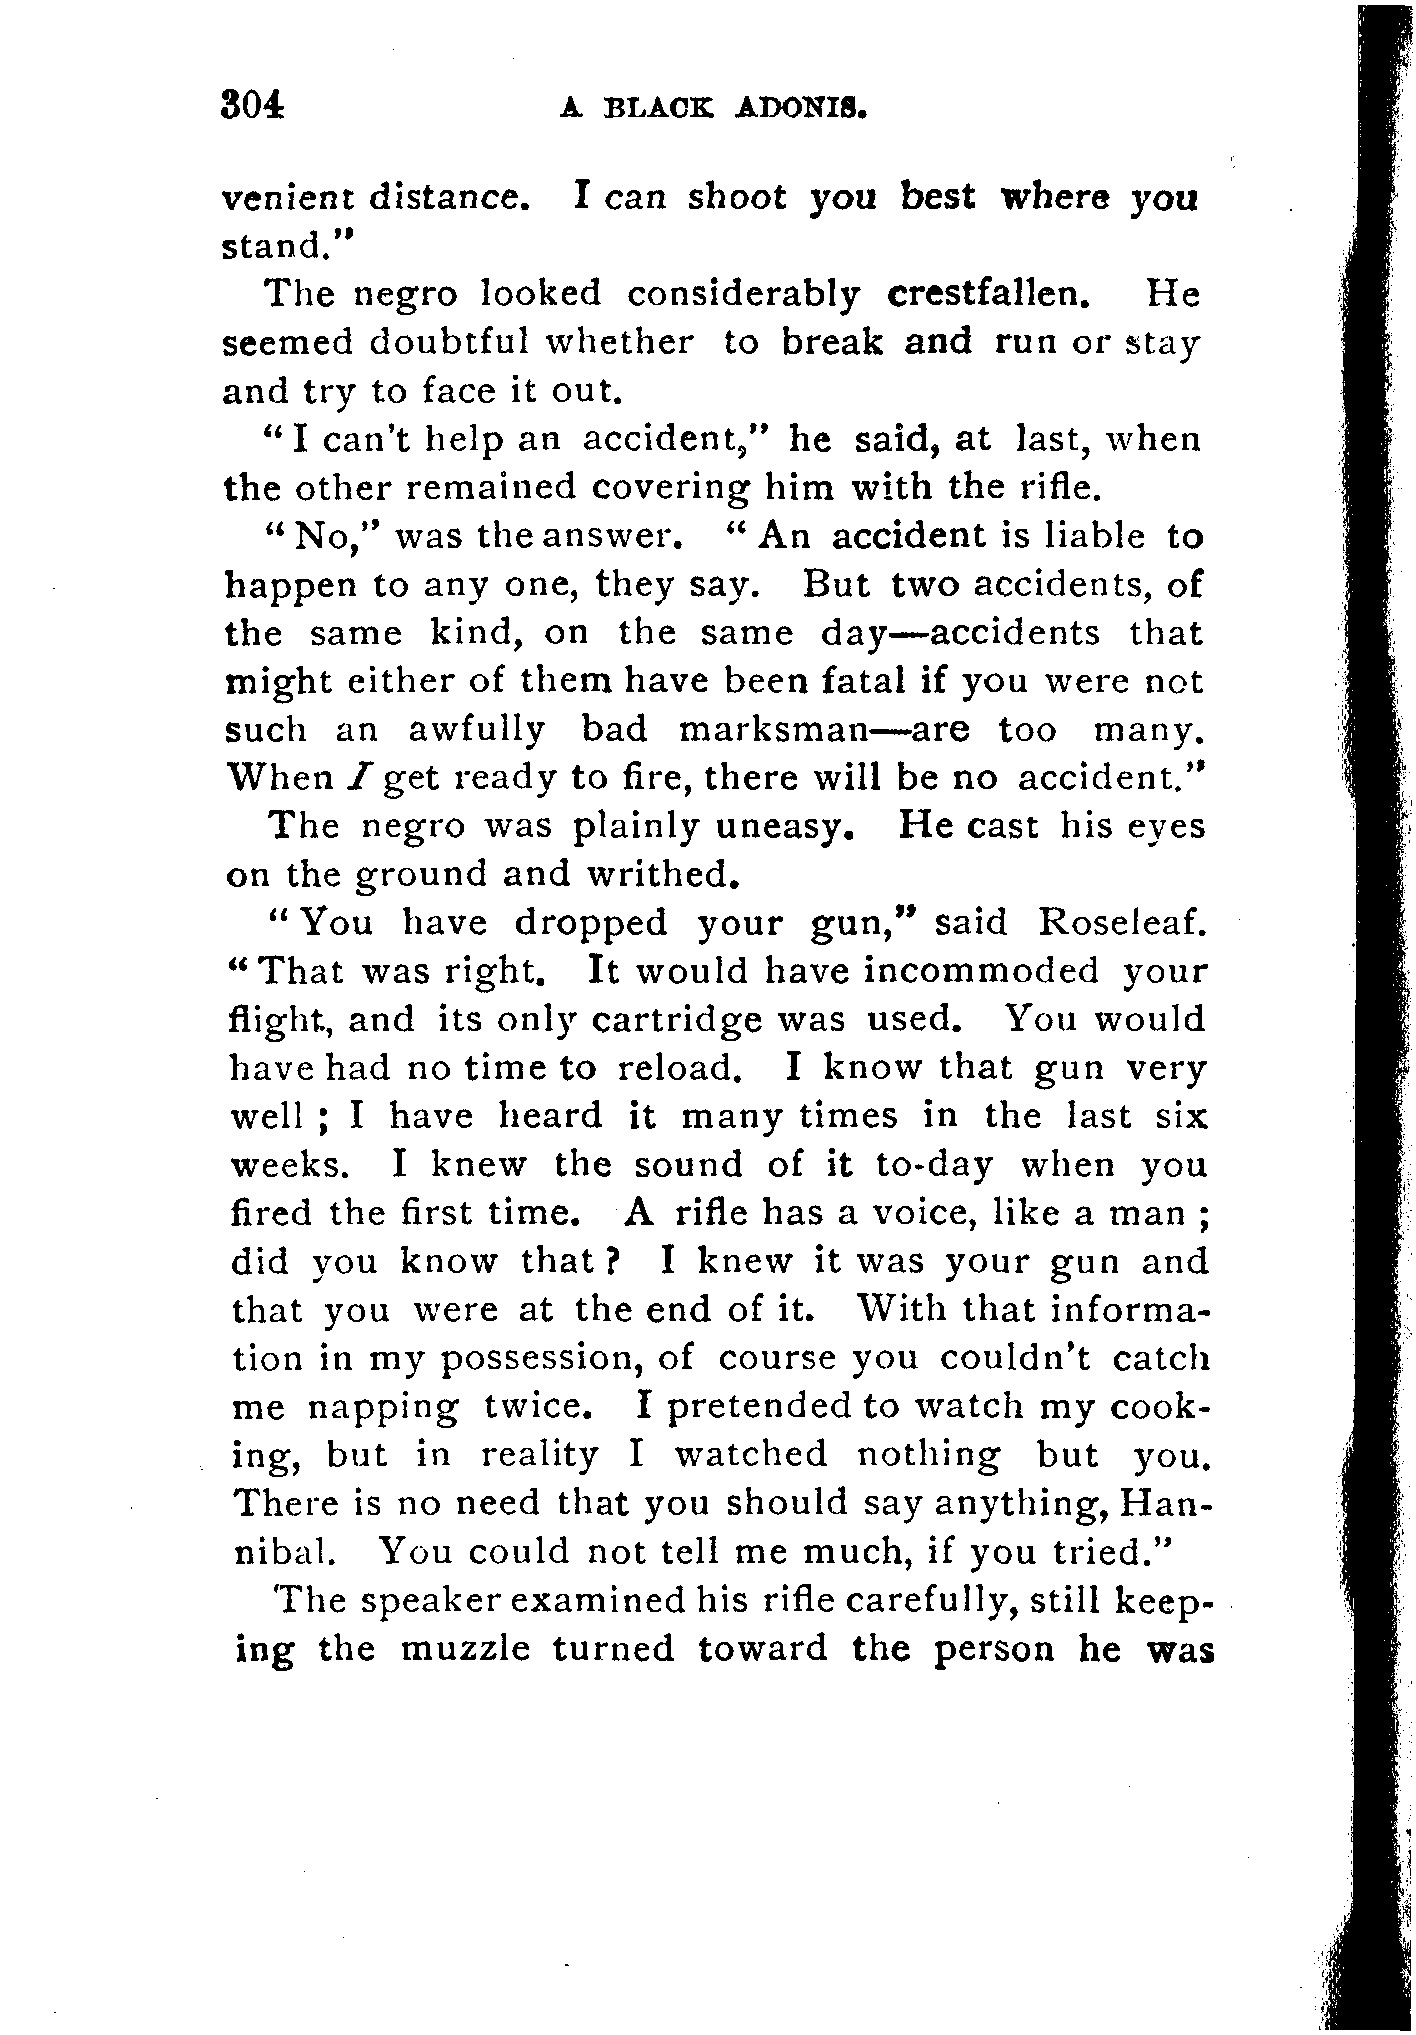 304 A BLACK ADONIS.
venient distance. I can shoot you best where you
stand."
The negro looked considerably crestfallen. He
seemed doubtful whether to break and run or stay
and try to face it out.
"I can't help an accident," he said, at last, when
the other remained covering him with the rifle.
"No," was the answer. "An accident is liable to
happen to any one, they say. But two accidents, of
the same kind, on the same day—accidents that
might either of them have been fatal if you were not
such an awfully bad marksman—are too many.
When I get ready to fire, there will be no accident."
The negro was plainly uneasy. He cast his eyes
on the ground and writhed.
"You have dropped your gun," said Roseleaf.
"That was right. It would have incommoded your
flight, and its only cartridge was used. You would
have had no time to reload. I know that gun very
well ; I have heard it many times in the last six
weeks. I knew the sound of it to-day when you
fired the first time. A rifle has a voice, like a man ;
did you know that ? I knew it was your gun and
that you were at the end of it. With that informa-
tion in my possession, of course you couldn't catch
me napping twice. I pretended to watch my cook-
ing, but in reality I watched nothing but you.
There is no need that you should say anything, Han-
nibal. You could not tell me much, if you tried."
The speaker examined his rifle carefully, still keep-
ing the muzzle turned toward the person he was